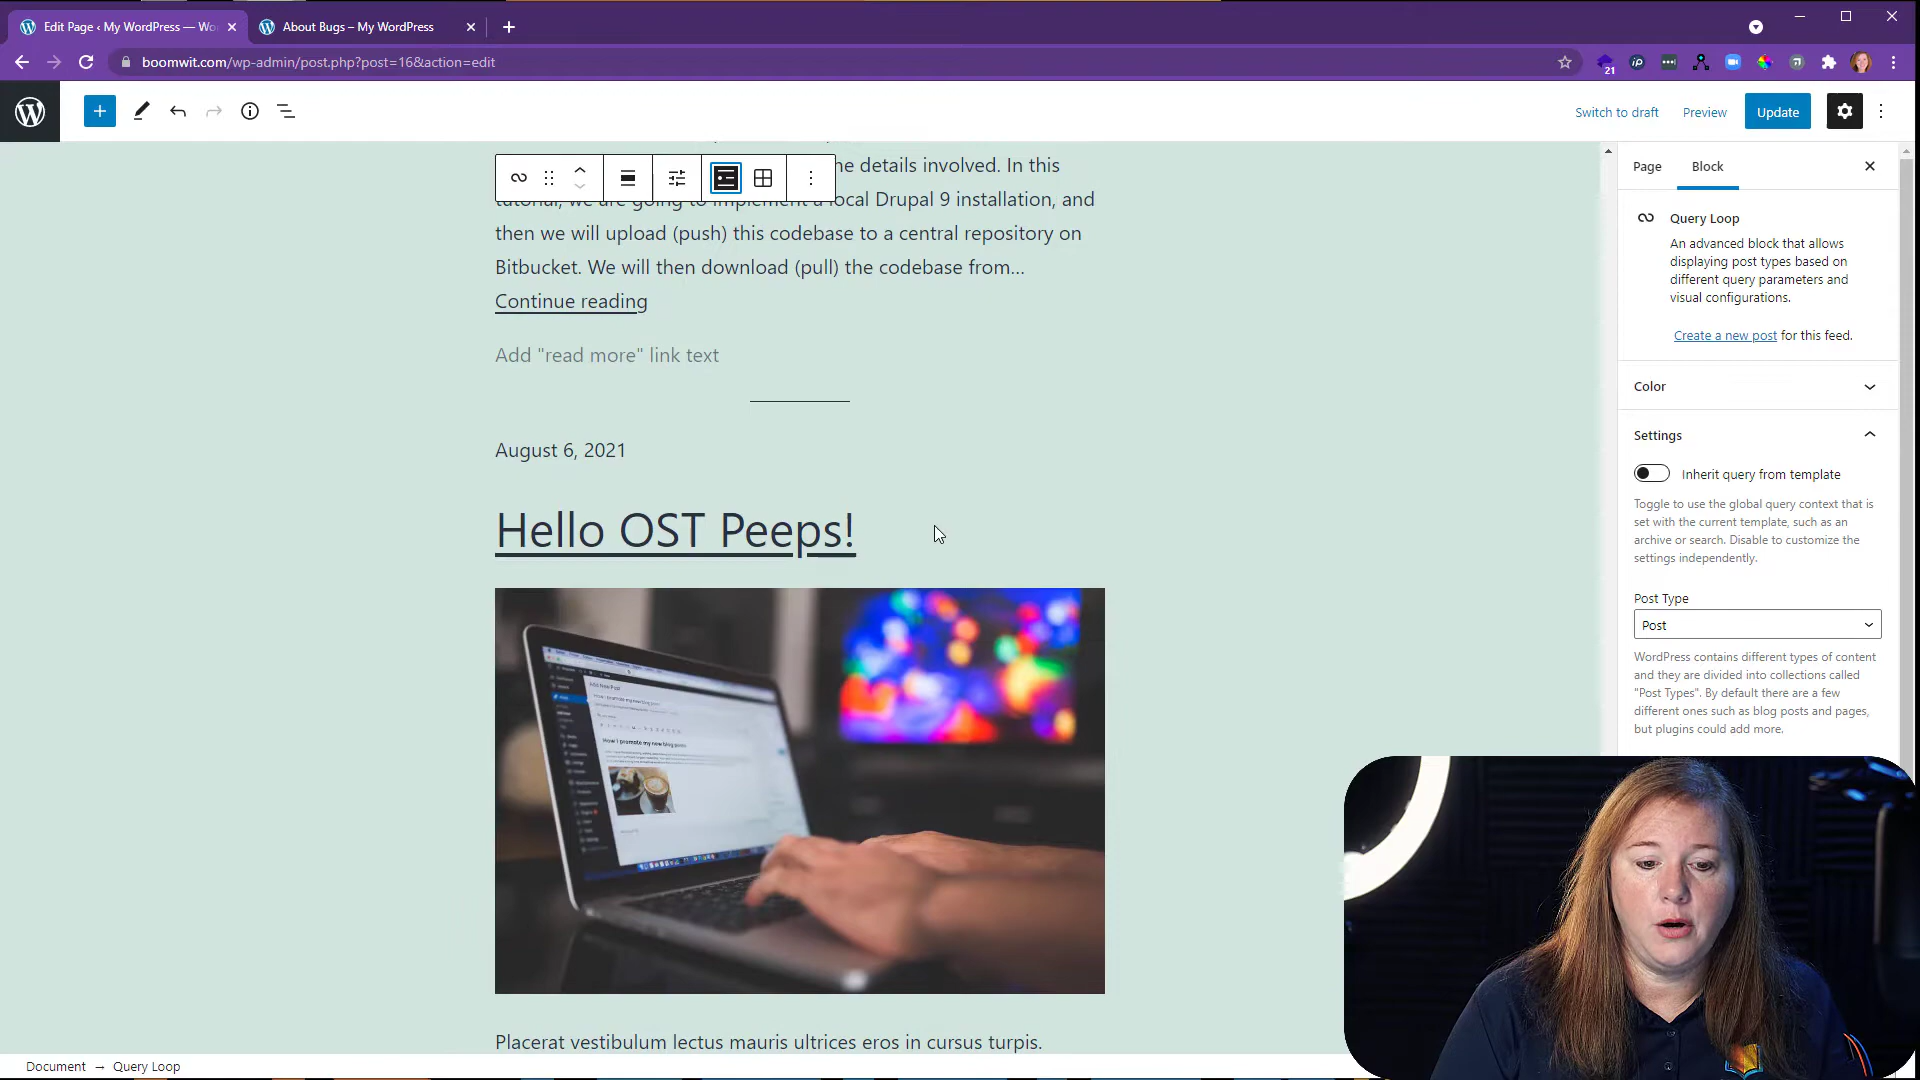 Edit Page ‹ My WordPress — Wo
About Bugs – My WordPress
boomwit.com/wp-admin/post.php?post=16&action=edit
21
Switch to draft
Preview
Update
he details involved. In this
tutorial, we are going to implement a local Drupal 9 installation, and
then we will upload (push) this codebase to a central repository on
Bitbucket. We will then download (pull) the codebase from…
Continue reading
Add "read more" link text
August 6, 2021
Hello OST Peeps!
Placerat vestibulum lectus mauris ultrices eros in cursus turpis.
Page
Block
Query Loop
An advanced block that allows
displaying post types based on
different query parameters and
visual configurations.
Create a new post for this feed.
Color
Settings
Inherit query from template
Toggle to use the global query context that is
set with the current template, such as an
archive or search. Disable to customize the
settings independently.
Post Type
Post
WordPress contains different types of content
and they are divided into collections called
"Post Types". By default there are a few
different ones such as blog posts and pages,
but plugins could add more.
Document → Query Loop